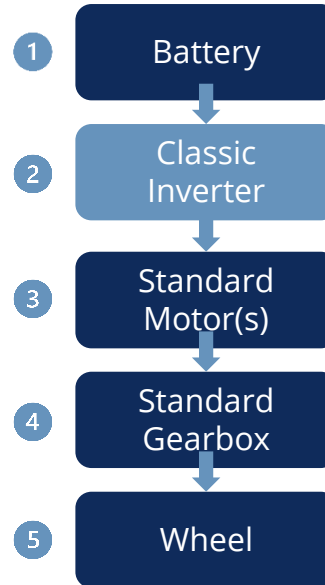 1
Battery
2
Classic
Inverter
3
Standard
Motor(s)
4
Standard
Gearbox
5
Wheel